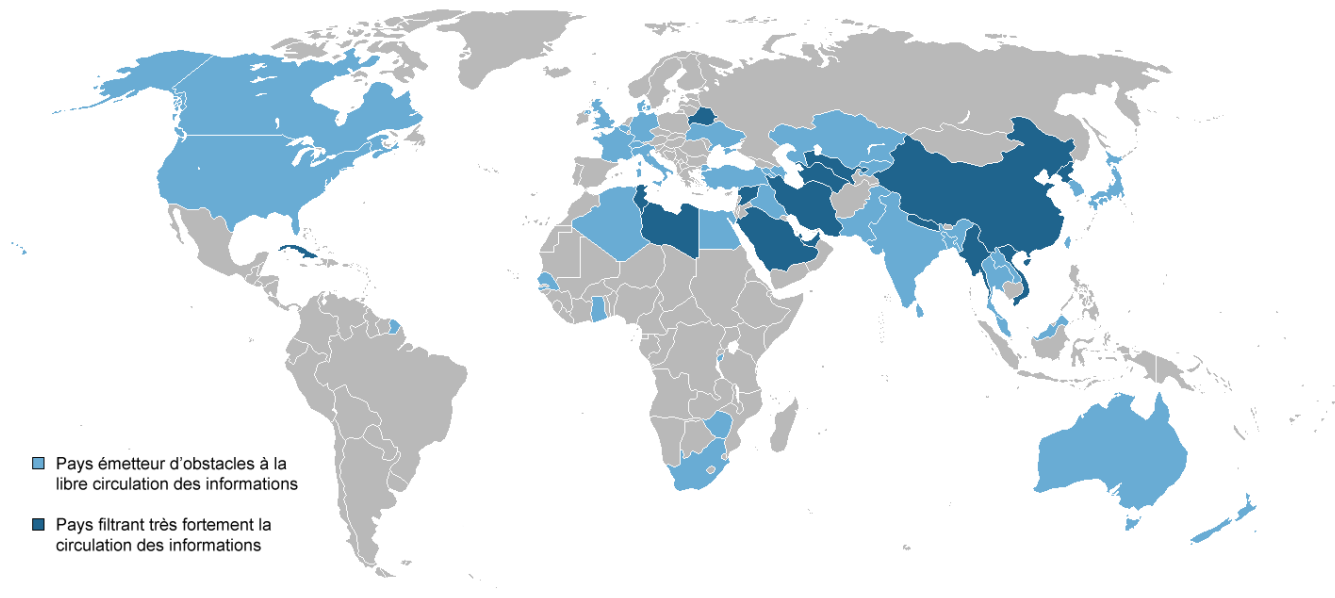 Pays émetteur d'obstacles à la
libre circulation des informations
Pays filtrant très fortement la
circulation des informations